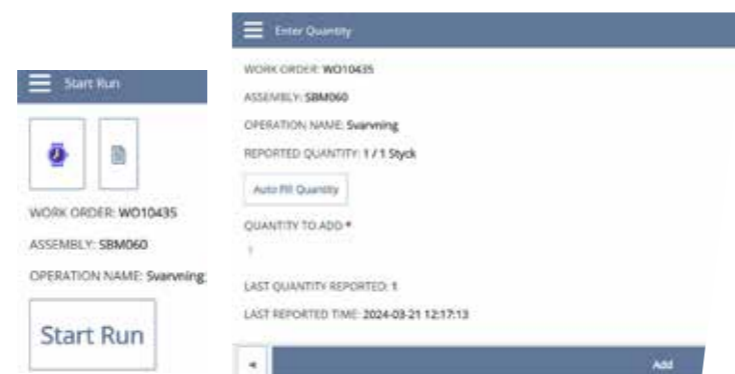 Start Run
WORK ORDER: WO10435
ASSEMBLY: SBM060
OPERATION NAME: Svarvning
Start Run
Enter Quantity
WORK ORDER: WO10435
ASSEMBLY: SBM060
OPERATION NAME: Svarvning
REPORTED QUANTITY: 1 / 1 Styck
Auto Fill Quantity
QUANTITY TO ADD *
1
LAST QUANTITY REPORTED: 1
LAST REPORTED TIME: 2024-03-21 12:17:13
Add